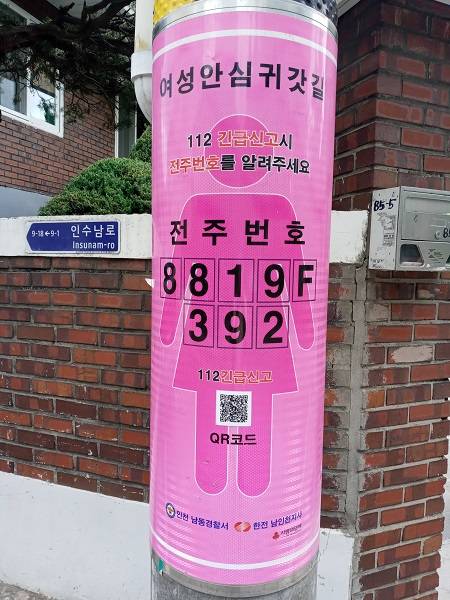 여성안심귀갓길
112 긴급신고시
전주번호를 알려주세요
전주번호
8819F
392
112긴급신고
QR코드
인천 남동경찰서
한전 남인천지사
9-18 ← 9-1
인수남로
Insunam-ro
B5-5